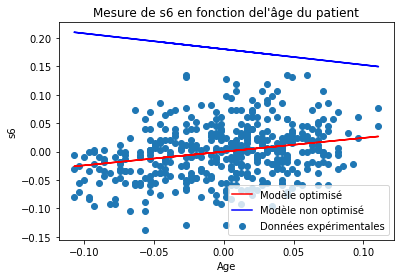 Mesure de s6 en fonction del'âge du patient
s6
0.20
0.15
0.10
0.05
0.00
−0.05
−0.10
−0.15
−0.10
−0.05
0.00
0.05
0.10
Age
Modèle optimisé
Modèle non optimisé
Données expérimentales